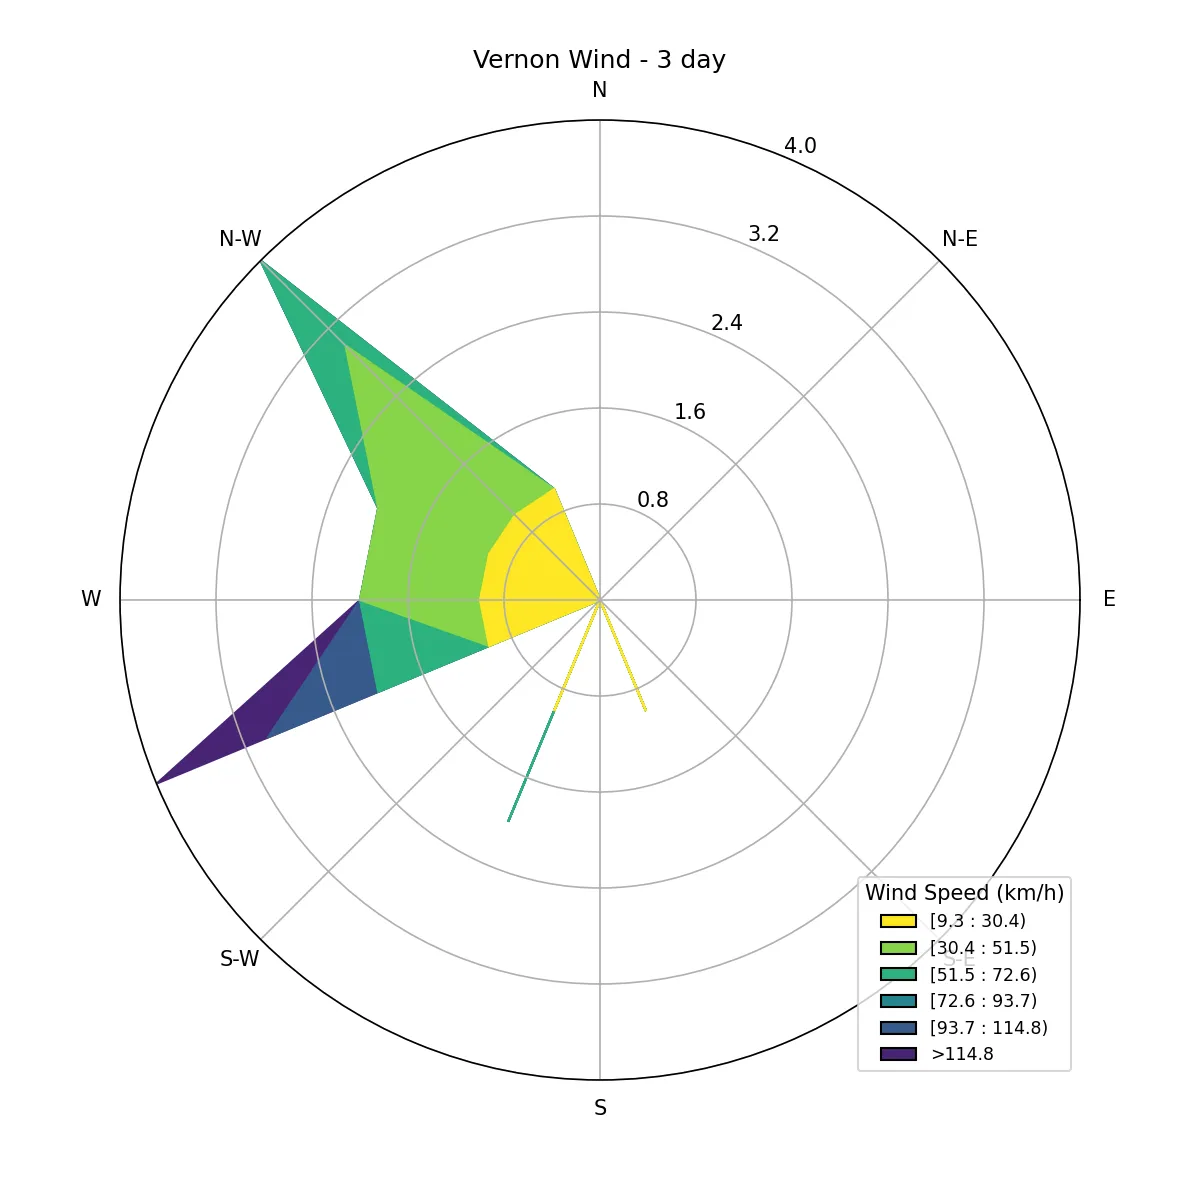 Vernon Wind - 3 day
N
4.0
N-W
3.2
N-E
2.4
1.6
0.8
W
E
S-W
S-E
S
Wind Speed (km/h)
[9.3 : 30.4)
[30.4 : 51.5)
[51.5 : 72.6)
[72.6 : 93.7)
[93.7 : 114.8)
>114.8